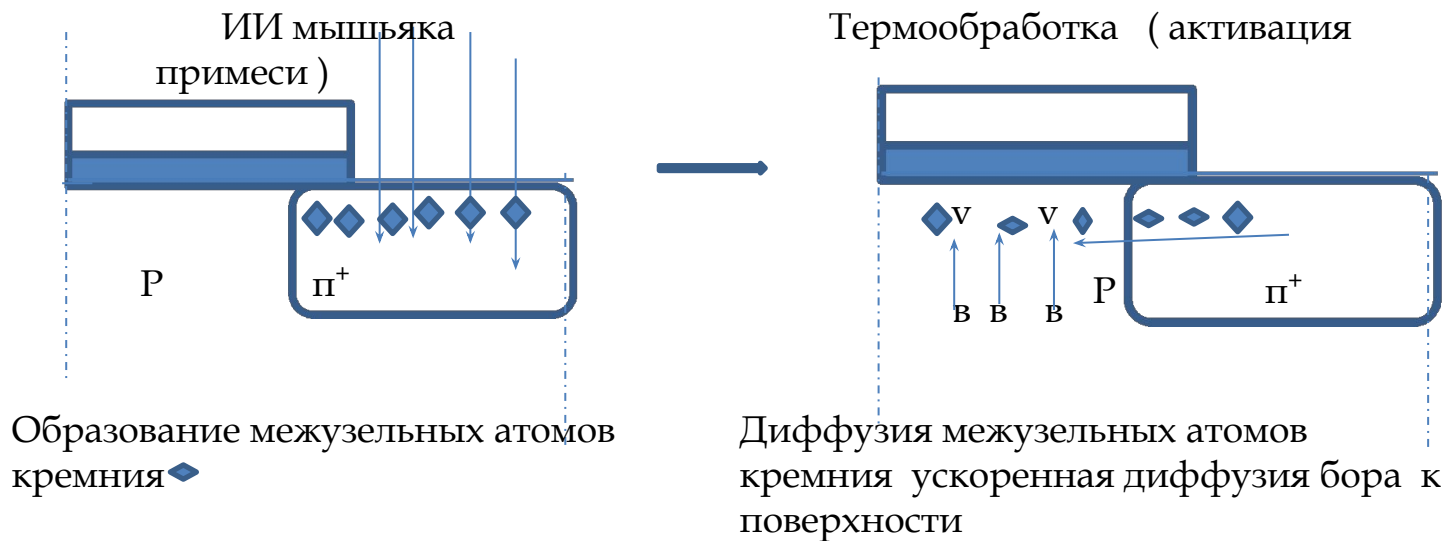 ИИ мышьяка
примеси )
Термообработка ( активация
Р
п⁺
v v
Р
п⁺
в в в
Образование межузельных атомов
кремния
Диффузия межузельных атомов
кремния ускоренная диффузия бора к
поверхности